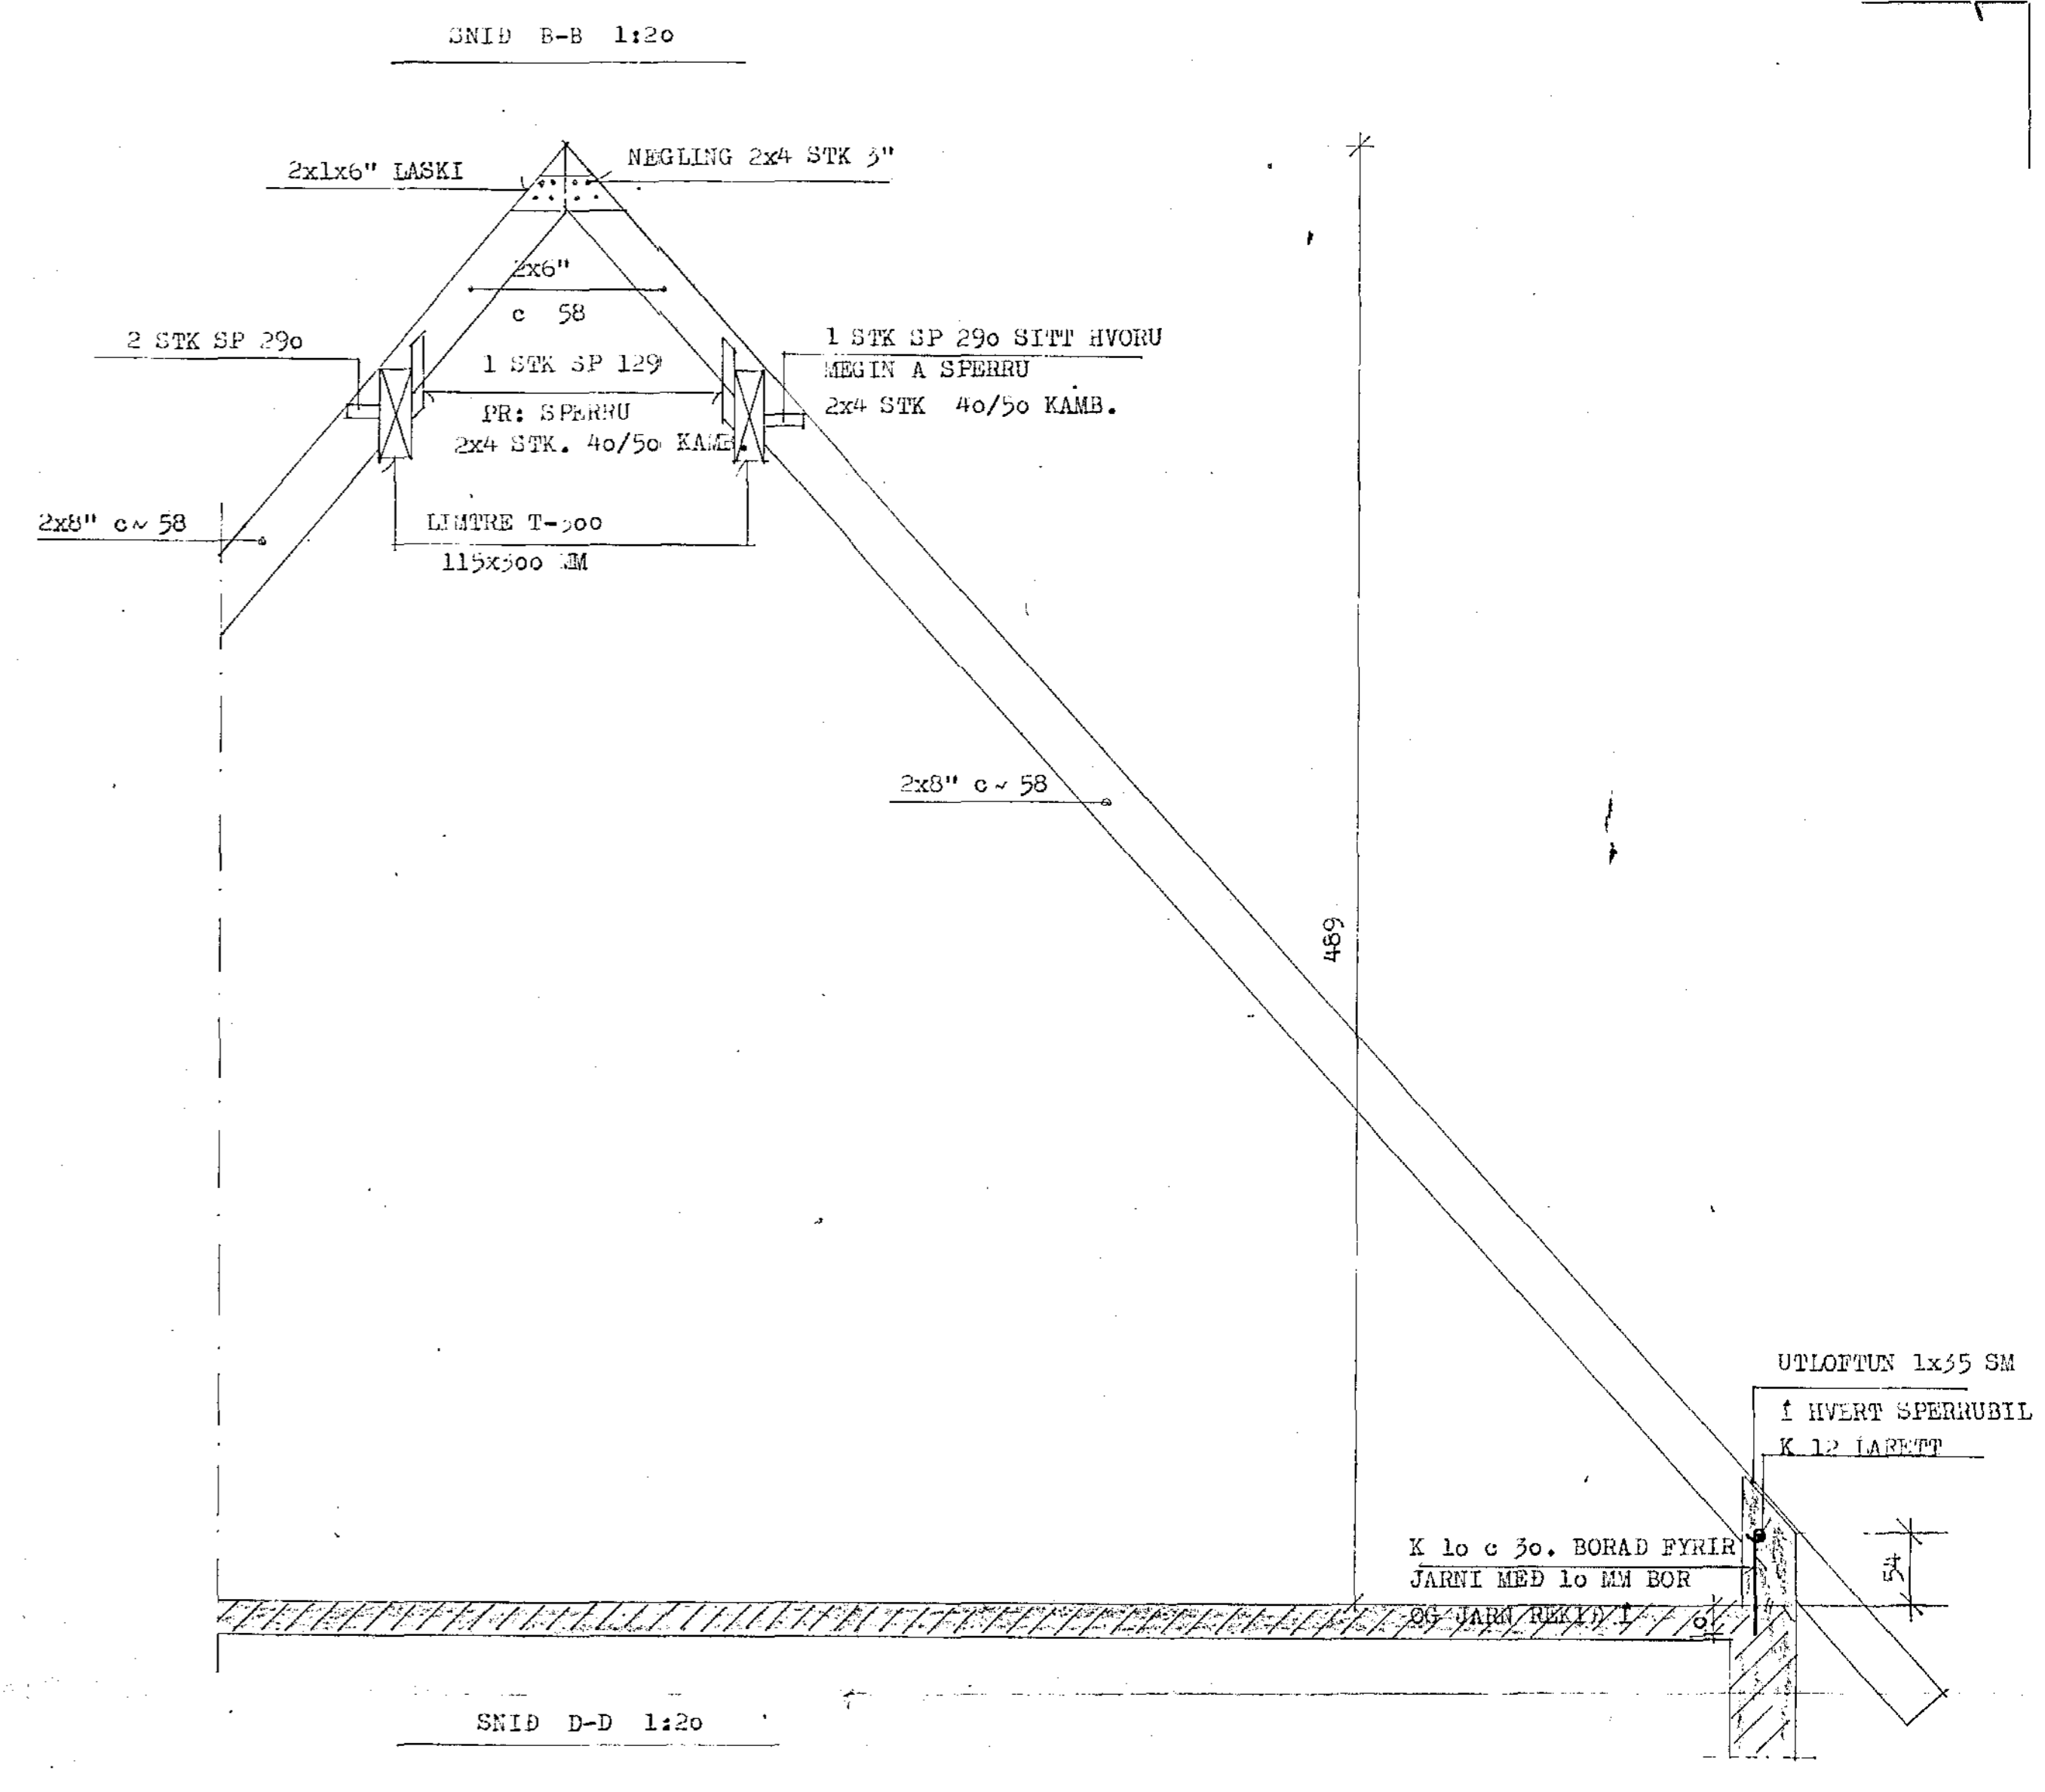 SNIÐ B-B 1:20
2x1x6" LASKI
NEGLING 2x4 STK 3"
2x6"
c 58
2 STK SP 290
1 STK SP 129
PR: SPERRU
2x4 STK. 40/50 KAMB.
1 STK SP 290 SITT HVORU
MEGIN A SPERRU
2x4 STK 40/50 KAMB.
2x8" c~58
LIMTRE T-300
115x300 MM
2x8" c~58
489
UTLOFTUN 1x35 SM
Í HVERT SPERRUBIL
K 12 LARETT
K 10 c 30. BORAD FYRIR
JARNI MEÐ 10 MM BOR
OG JARN REKIÐ Í
54
SNIÐ D-D 1:20